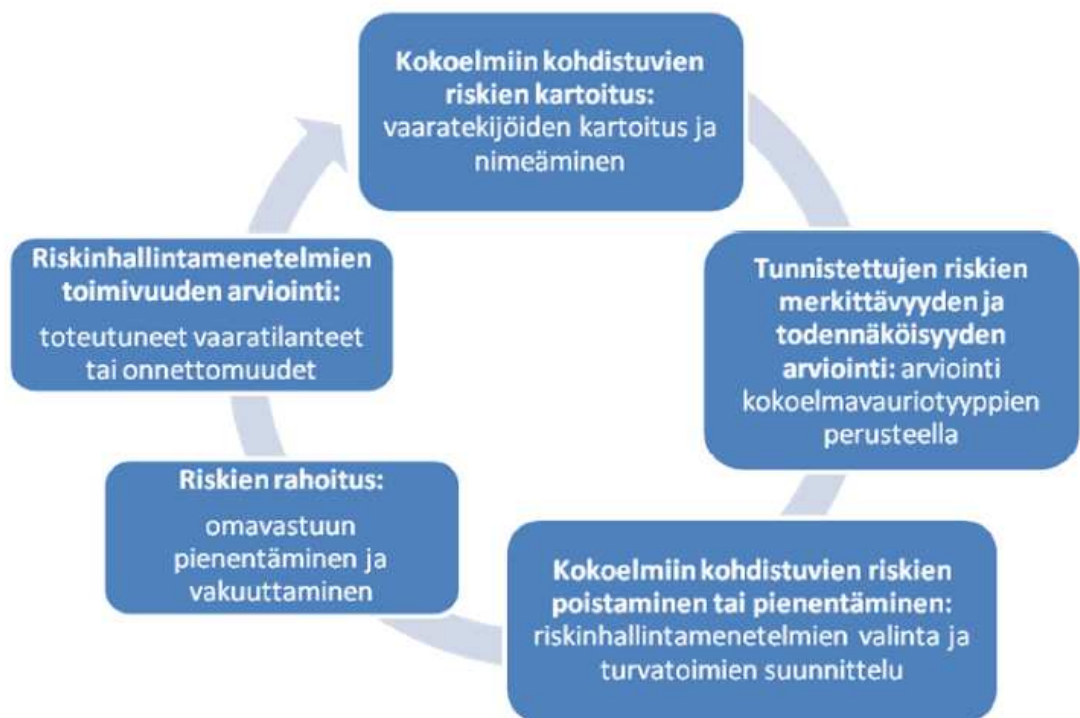 Kokoelmiin kohdistuvien
riskien kartoitus:
vaaratekijöiden kartoitus ja
nimeäminen
Tunnistettujen riskien
merkittävyyden ja
todennäköisyyden
arviointi: arviointi
kokoelmavauriotyyppien
perusteella
Kokoelmiin kohdistuvien riskien
poistaminen tai pienentäminen:
riskinhallintamenetelmien valinta ja
turvatoimien suunnittelu
Riskien rahoitus:
omavastuun
pienentäminen ja
vakuuttaminen
Riskinhallintamenetelmien
toimivuuden arviointi:
toteutuneet vaaratilanteet
tai onnettomuudet